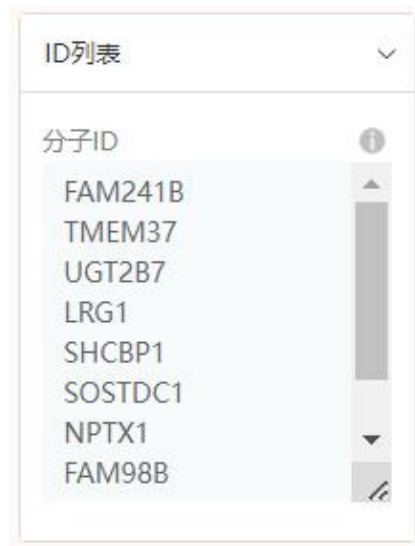 ID列表
分子ID
FAM241B
TMEM37
UGT2B7
LRG1
SHCBP1
SOSTDC1
NPTX1
FAM98B